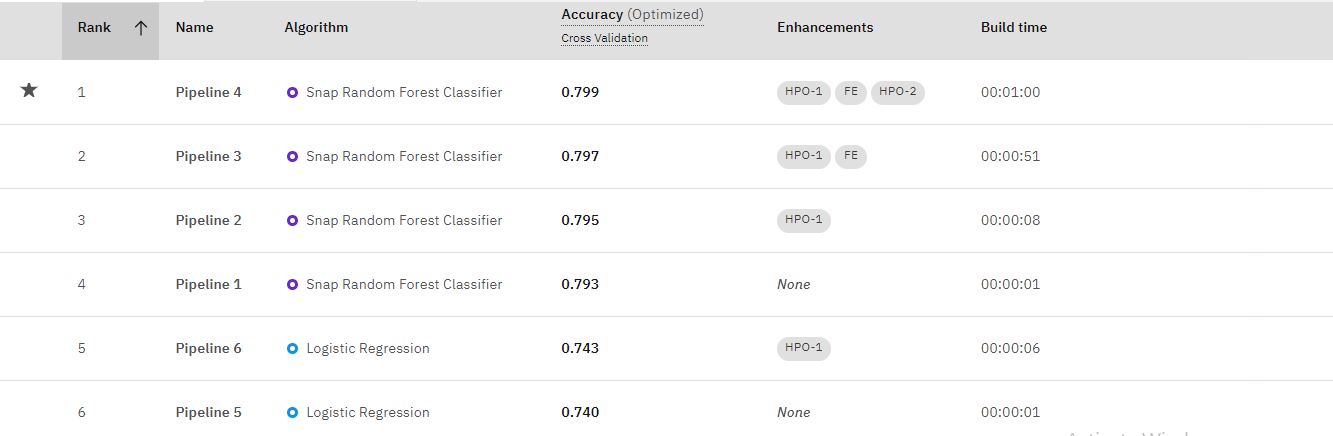 Rank Name Algorithm Accuracy (Optimized) Enhancements Build time
Cross Validation
1 Pipeline 4 Snap Random Forest Classifier 0.799 HPO-1 FE HPO-2 00:01:00
2 Pipeline 3 Snap Random Forest Classifier 0.797 HPO-1 FE 00:00:51
3 Pipeline 2 Snap Random Forest Classifier 0.795 HPO-1 00:00:08
4 Pipeline 1 Snap Random Forest Classifier 0.793 None 00:00:01
5 Pipeline 6 Logistic Regression 0.743 HPO-1 00:00:06
6 Pipeline 5 Logistic Regression 0.740 None 00:00:01